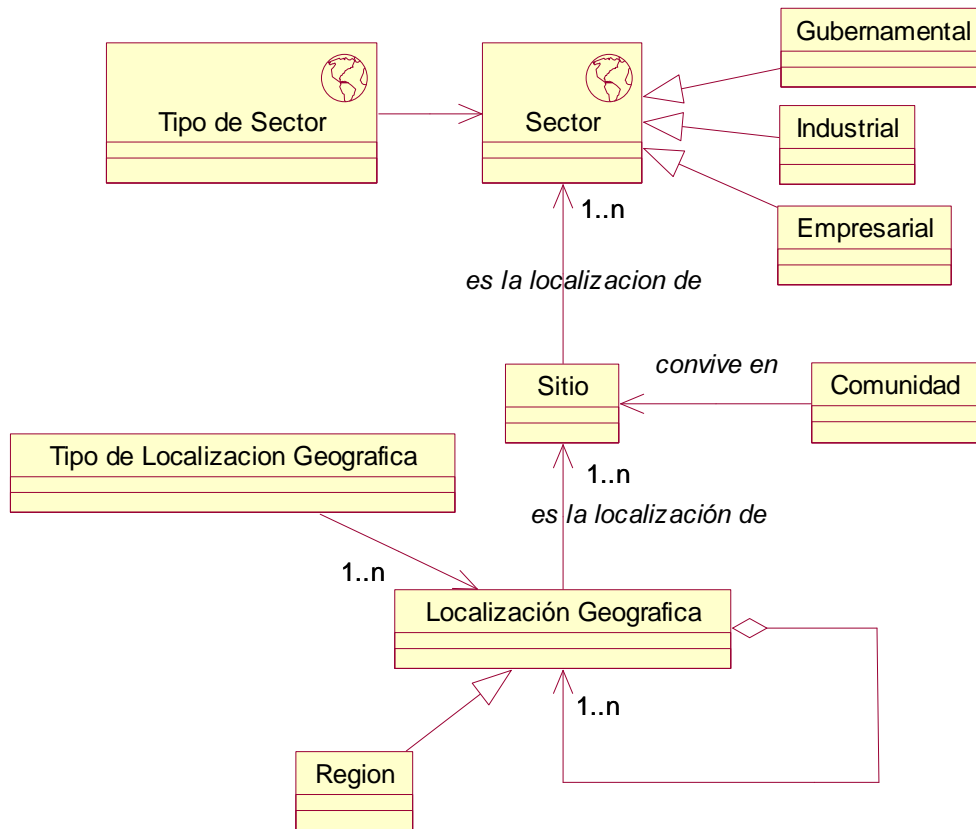 Gubernamental
Tipo de Sector
Sector
Industrial
Empresarial
1..n
es la localizacion de
convive en
Sitio
Comunidad
Tipo de Localizacion Geografica
1..n
es la localización de
1..n
Localización Geografica
1..n
Region